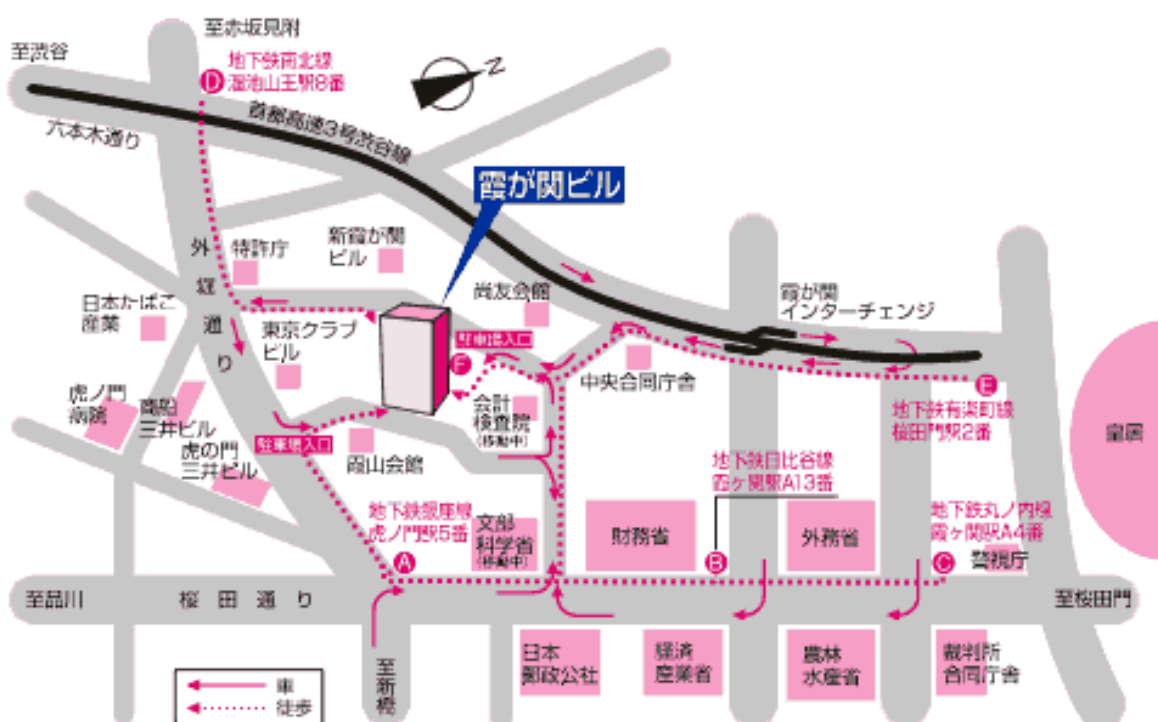 至赤坂見附
至渋谷
地下鉄南北線
溜池山王駅8番
D
N
首都高速3号渋谷線
六本木通り
霞が関ビル
外堀通り
特許庁
新霞が関
ビル
尚友会館
霞が関
インターチェンジ
日本たばこ
産業
東京クラブ
ビル
駐車場入口
F
中央合同庁舎
E
地下鉄有楽町線
桜田門駅2番
皇居
虎ノ門
病院
商船
三井ビル
虎の門
三井ビル
駐車場入口
霞山会館
会計
検査院
(移動中)
地下鉄日比谷線
霞ヶ関駅A13番
地下鉄銀座線
虎ノ門駅5番
A
文部
科学省
(移動中)
財務省
B
外務省
地下鉄丸ノ内線
霞ヶ関駅A4番
C
警視庁
至品川
桜田通り
至桜田門
至新橋
日本
郵政公社
経済
産業省
農林
水産省
裁判所
合同庁舎
車
徒歩